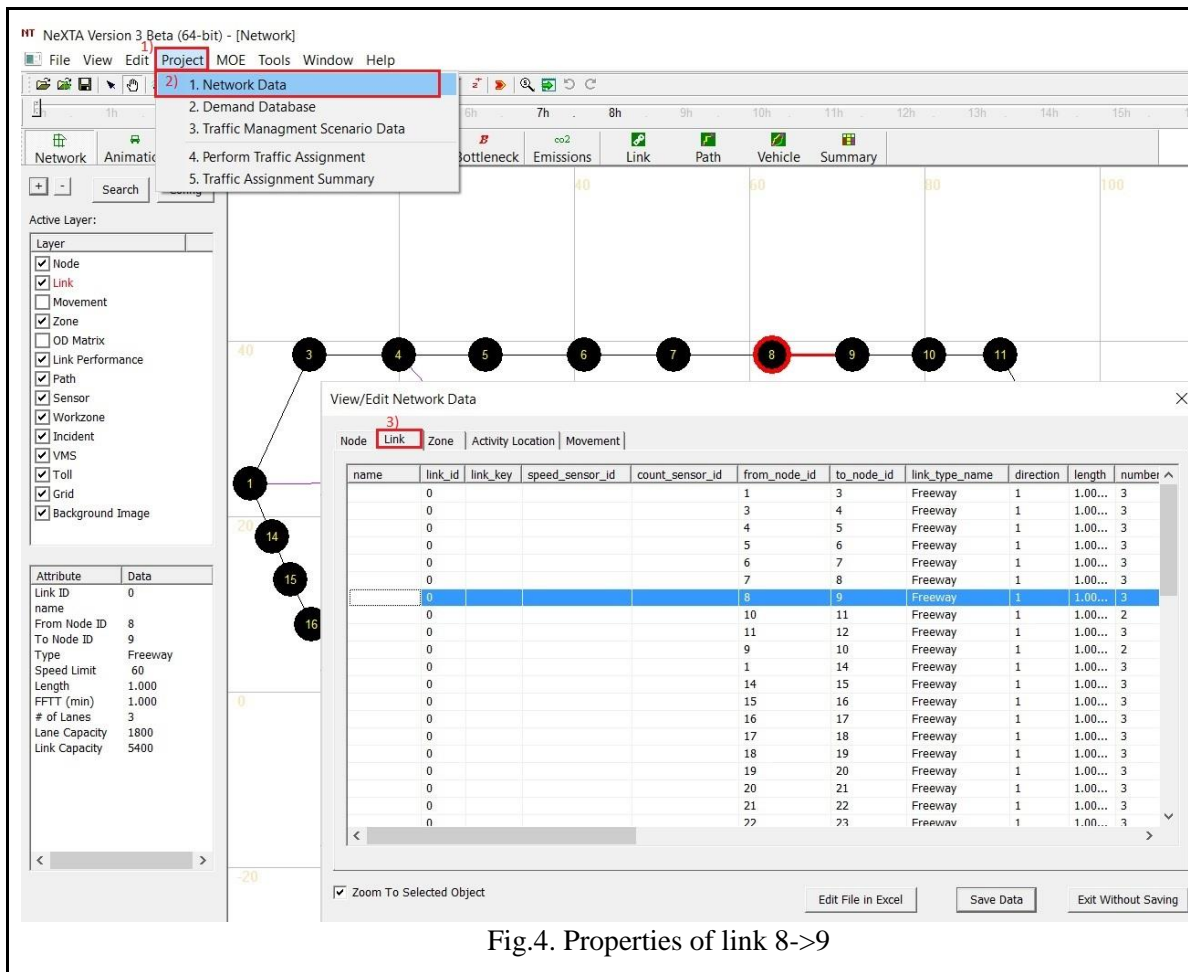 NeXTA Version 3 Beta (64-bit) - [Network]
1)
File View Edit Project MOE Tools Window Help
2) 1. Network Data
2. Demand Database
3. Traffic Managment Scenario Data
4. Perform Traffic Assignment
5. Traffic Assignment Summary
1h 6h 7h 8h 9h 10h 11h 12h 13h 14h 15h
Network Animatic Bottleneck Emissions Link Path Vehicle Summary
+ - Search Config
40 60 80 100
Active Layer:
Layer
Node
Link
Movement
Zone
OD Matrix
Link Performance
Path
Sensor
Workzone
Incident
VMS
Toll
Grid
Background Image
40
20
0
-20
3 4 5 6 7 8 9 10 11
1
14
15
16
Attribute Data
Link ID 0
name
From Node ID 8
To Node ID 9
Type Freeway
Speed Limit 60
Length 1.000
FFTT (min) 1.000
# of Lanes 3
Lane Capacity 1800
Link Capacity 5400
View/Edit Network Data
3)
Node Link Zone Activity Location Movement
name link_id link_key speed_sensor_id count_sensor_id from_node_id to_node_id link_type_name direction length number
0 1 3 Freeway 1 1.00... 3
0 3 4 Freeway 1 1.00... 3
0 4 5 Freeway 1 1.00... 3
0 5 6 Freeway 1 1.00... 3
0 6 7 Freeway 1 1.00... 3
0 7 8 Freeway 1 1.00... 3
0 8 9 Freeway 1 1.00... 3
0 10 11 Freeway 1 1.00... 2
0 11 12 Freeway 1 1.00... 3
0 9 10 Freeway 1 1.00... 2
0 1 14 Freeway 1 1.00... 3
0 14 15 Freeway 1 1.00... 3
0 15 16 Freeway 1 1.00... 3
0 16 17 Freeway 1 1.00... 3
0 17 18 Freeway 1 1.00... 3
0 18 19 Freeway 1 1.00... 3
0 19 20 Freeway 1 1.00... 3
0 20 21 Freeway 1 1.00... 3
0 21 22 Freeway 1 1.00... 3
0 22 23 Freeway 1 1.00... 3
Zoom To Selected Object
Edit File in Excel Save Data Exit Without Saving
Fig.4. Properties of link 8->9